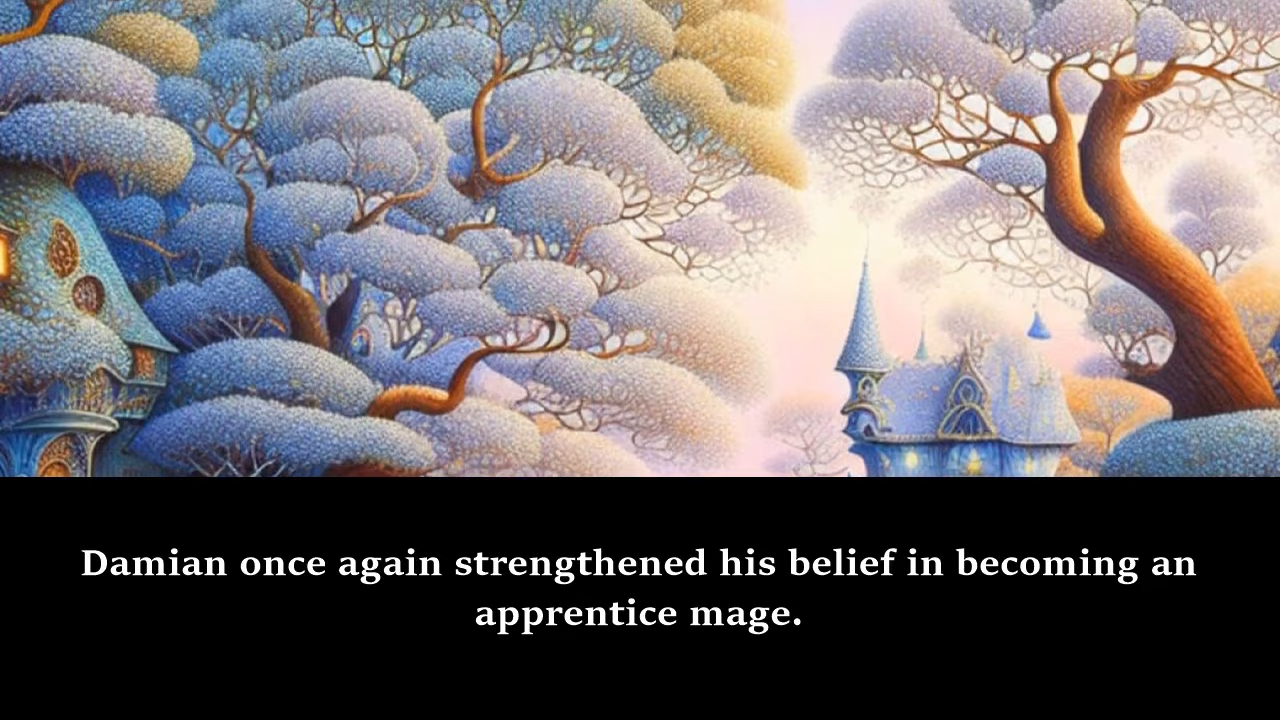 Damian once again strengthened his belief in becoming an
apprentice mage.